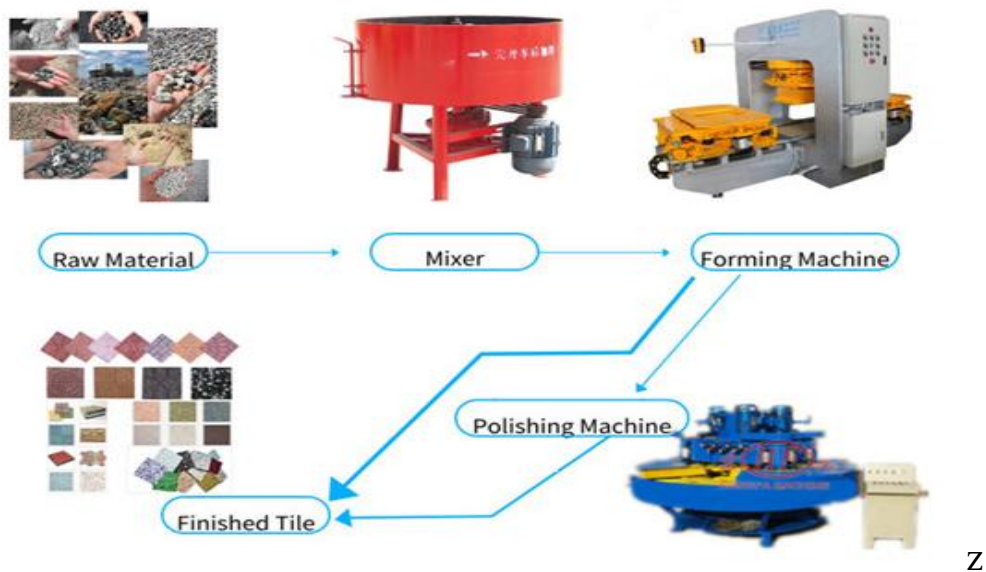 Raw Material
Mixer
Forming Machine
Polishing Machine
Finished Tile
z